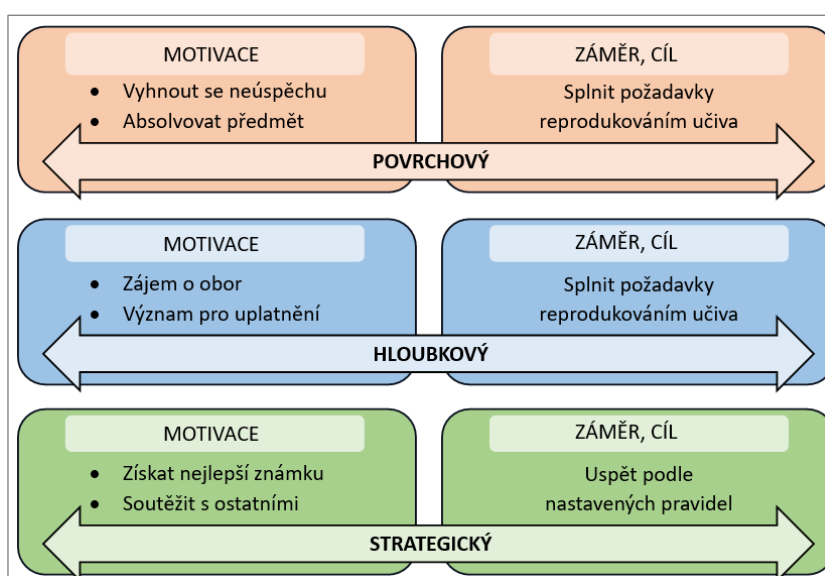 MOTIVACE
• Vyhnout se neúspěchu
• Absolvovat předmět
ZÁMĚR, CÍL
Splnit požadavky
reprodukováním učiva
POVRCHOVÝ
MOTIVACE
• Zájem o obor
• Význam pro uplatnění
ZÁMĚR, CÍL
Splnit požadavky
reprodukováním učiva
HLOUBKOVÝ
MOTIVACE
• Získat nejlepší známku
• Soutěžit s ostatními
ZÁMĚR, CÍL
Uspět podle
nastavených pravidel
STRATEGICKÝ